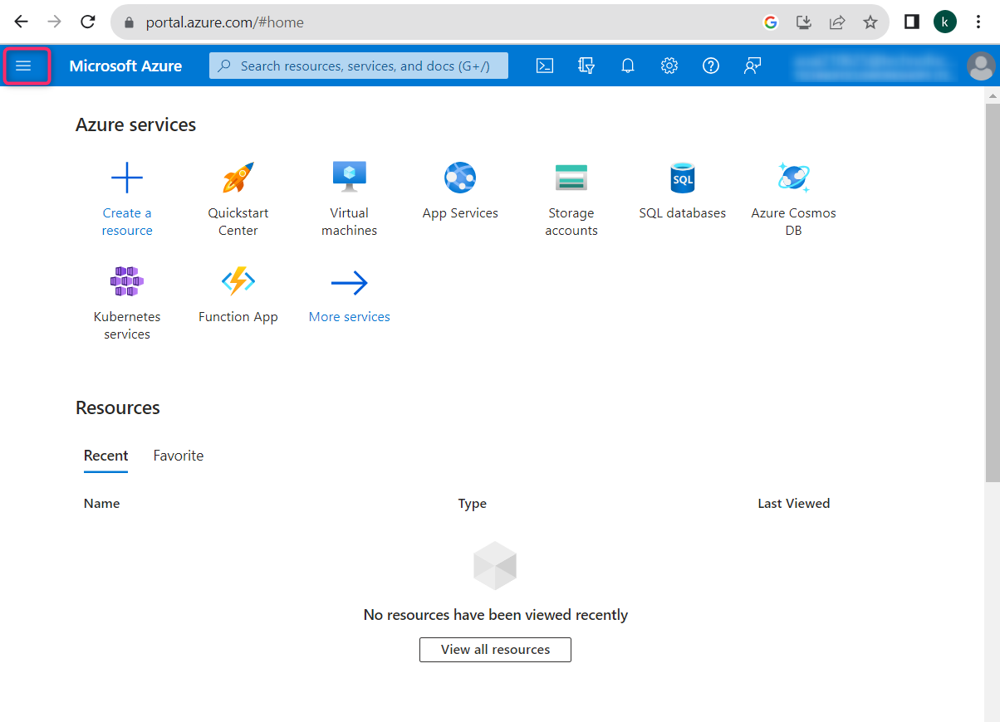 portal.azure.com/#home
k
Microsoft Azure
Search resources, services, and docs (G+/)
Azure services
Create a
resource
Quickstart
Center
Virtual
machines
App Services
Storage
accounts
SQL
SQL databases
Azure Cosmos
DB
Kubernetes
services
Function App
More services
Resources
Recent Favorite
Name Type Last Viewed
No resources have been viewed recently
View all resources